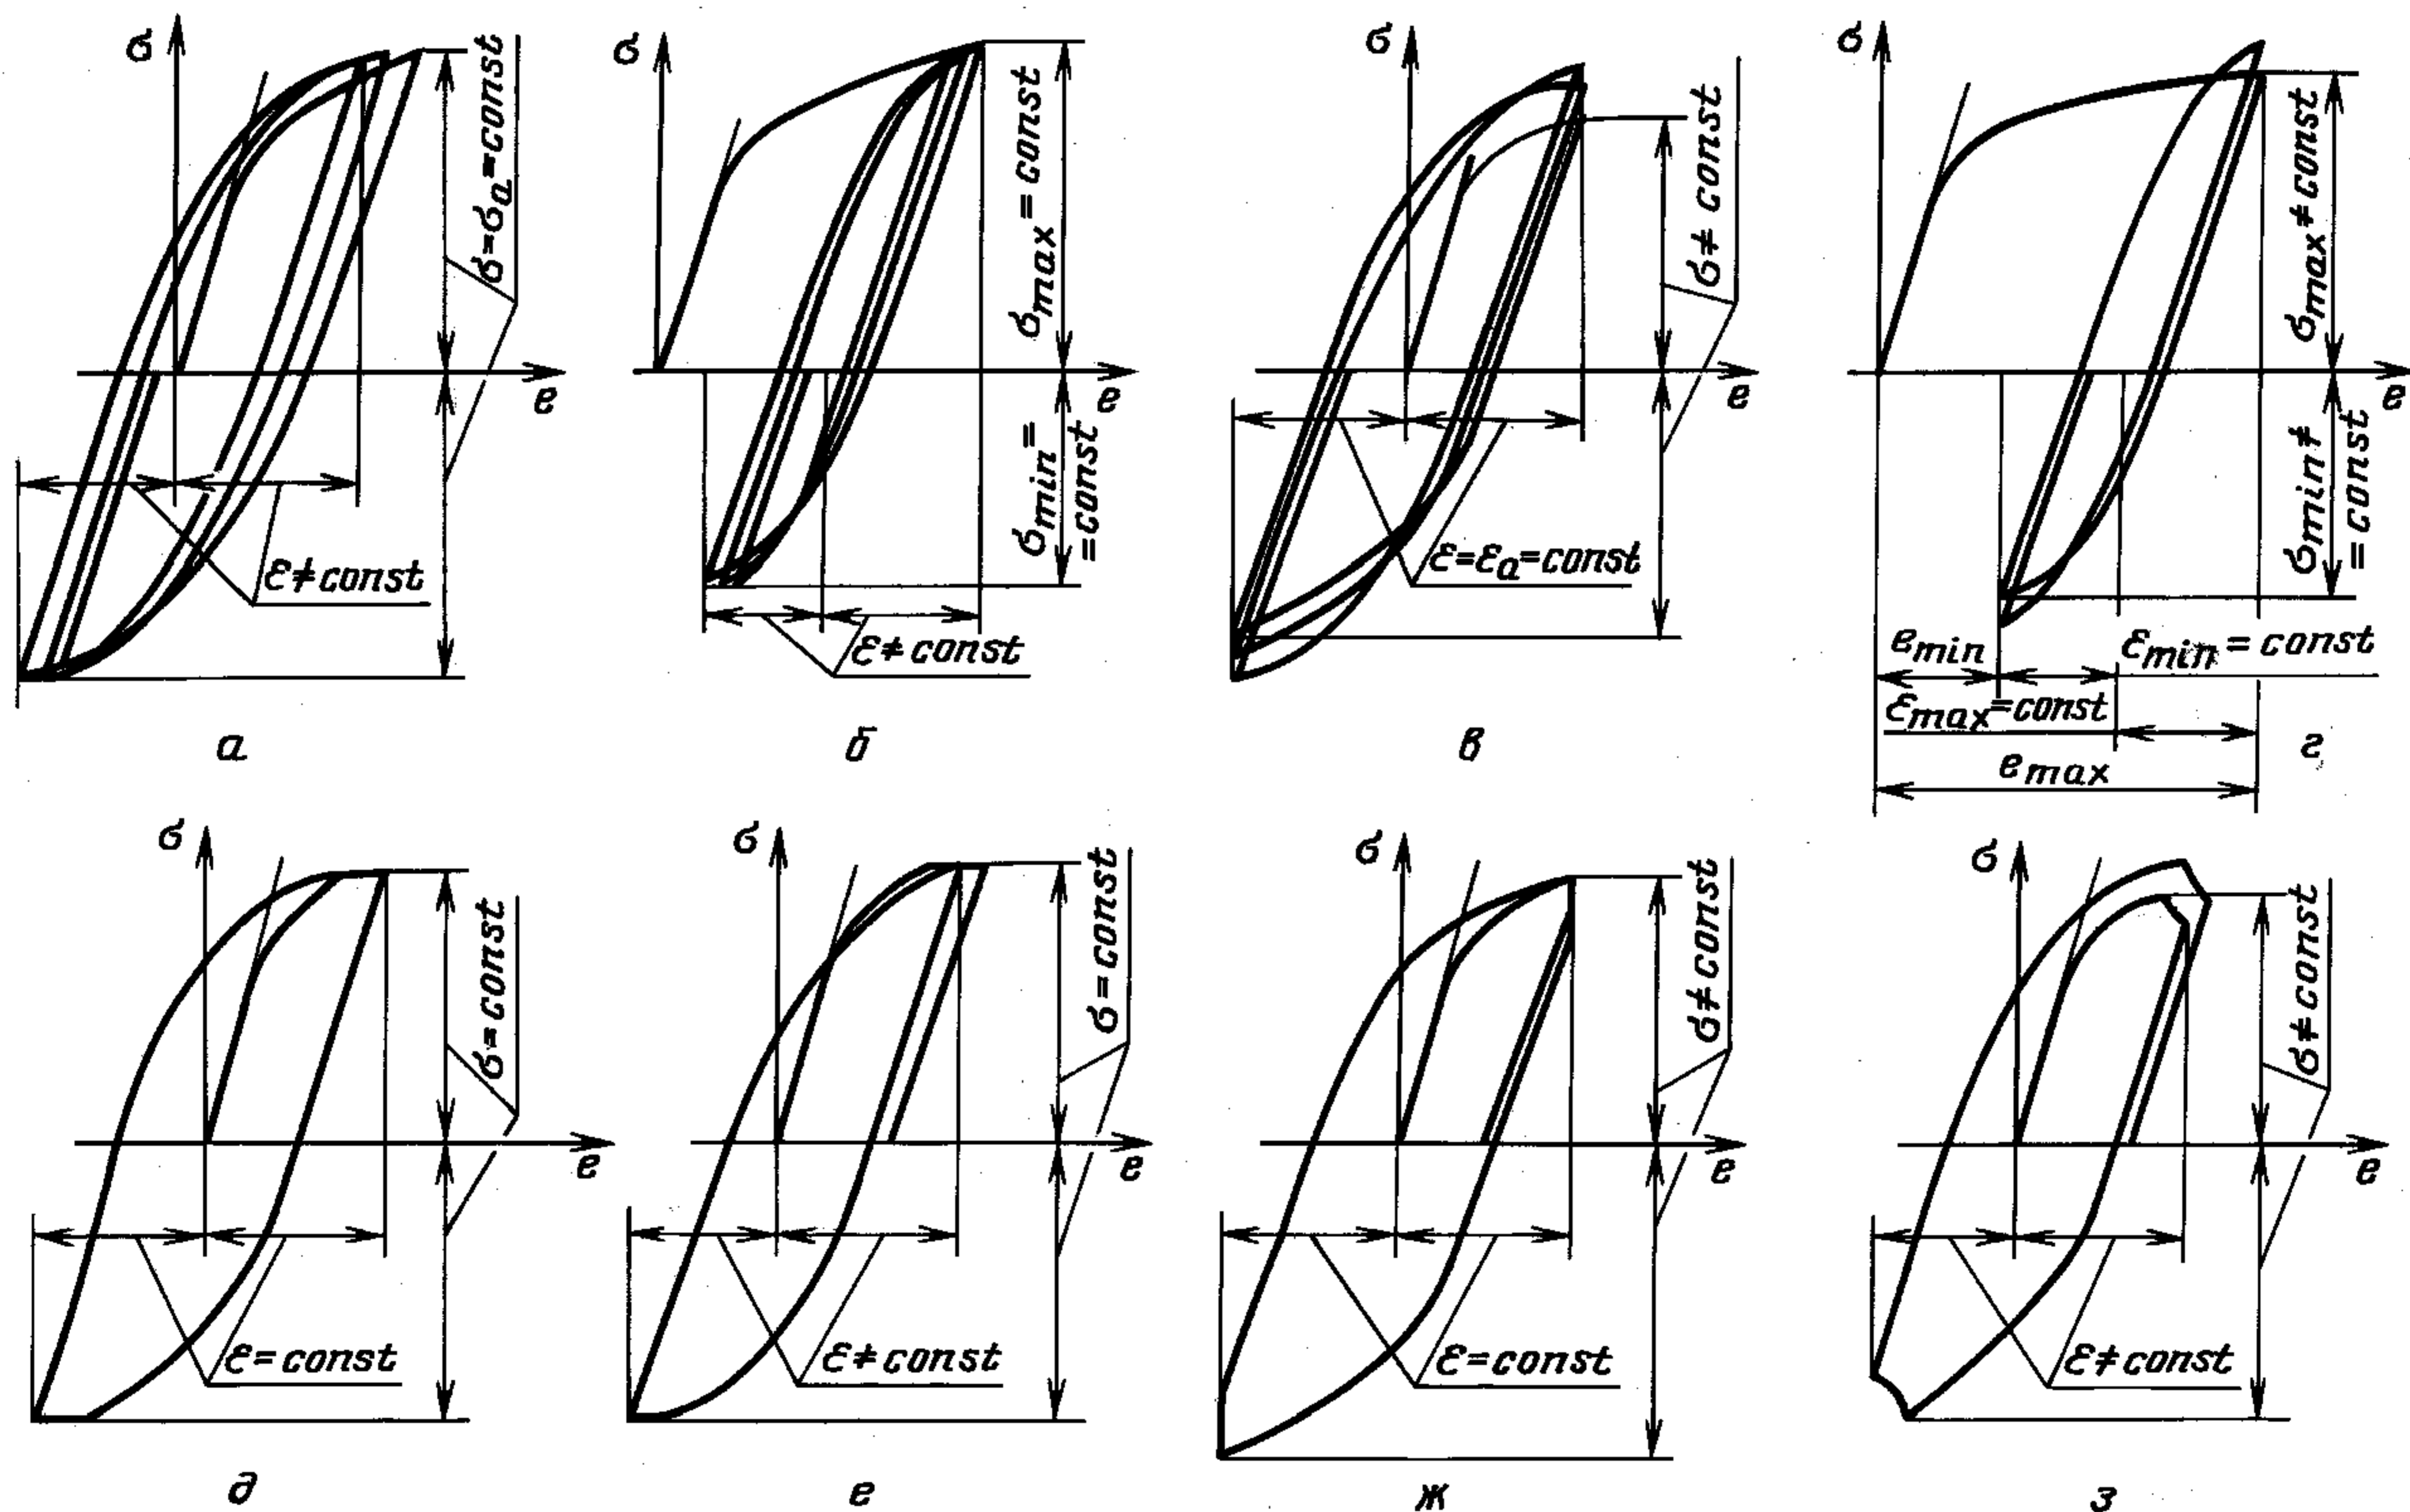 σ
σ=σa=const
e
ε≠const
а
σ
σmax=const
e
σmin=
=const
ε≠const
б
σ
σ≠const
e
ε=εa=const
в
σ
σmax≠const
e
σmin≠
=const
emin
εmin=const
εmax=const
emax
г
σ
σ=const
e
ε=const
д
σ
σ=const
e
ε≠const
е
σ
σ≠const
e
ε=const
ж
σ
σ≠const
e
ε≠const
з